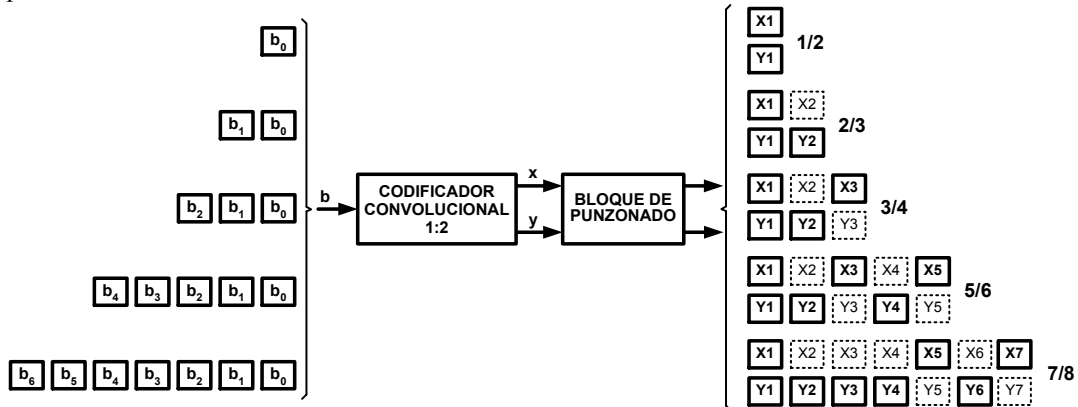 b₀
b₁ b₀
b₂ b₁ b₀
b₄ b₃ b₂ b₁ b₀
b₆ b₅ b₄ b₃ b₂ b₁ b₀
b
CODIFICADOR
CONVOLUCIONAL
1:2
x
y
BLOQUE DE
PUNZONADO
X1
Y1
1/2
X1 X2
Y1 Y2
2/3
X1 X2 X3
Y1 Y2 Y3
3/4
X1 X2 X3 X4 X5
Y1 Y2 Y3 Y4 Y5
5/6
X1 X2 X3 X4 X5 X6 X7
Y1 Y2 Y3 Y4 Y5 Y6 Y7
7/8